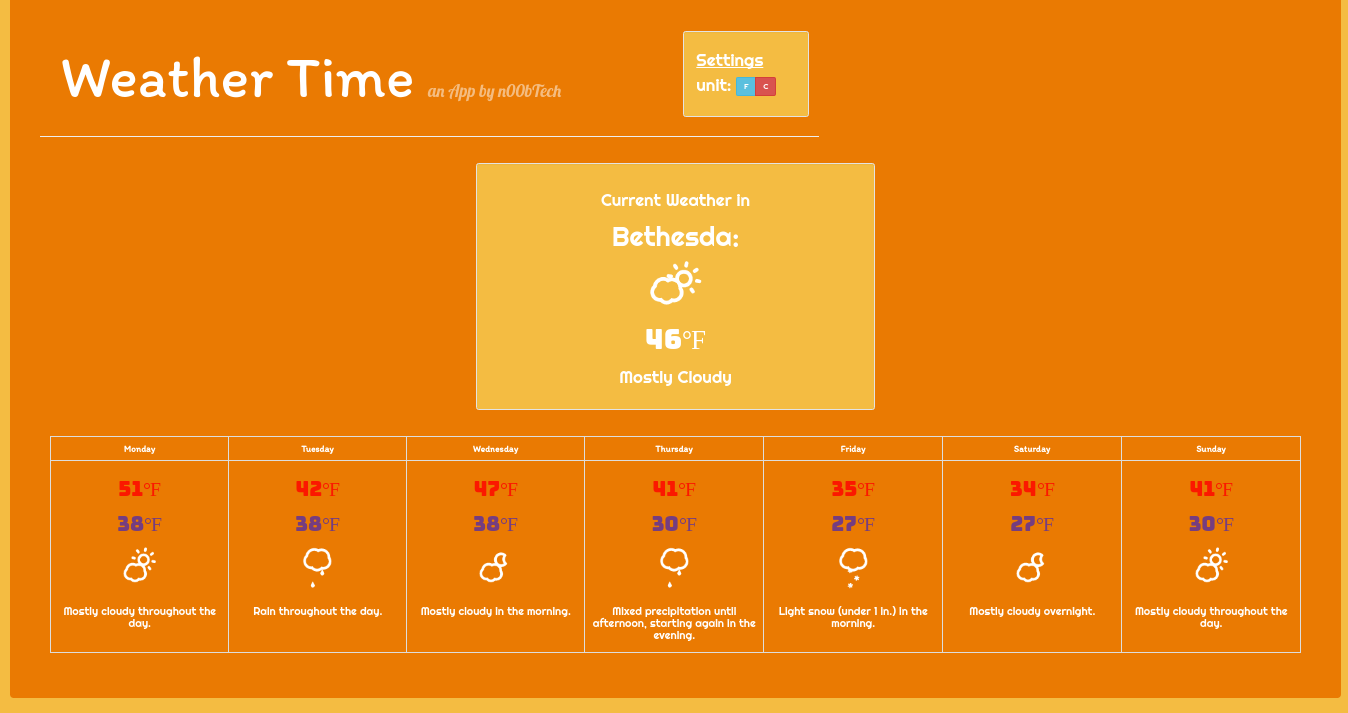 Weather Time an App by n00bTech
Settings
unit: F C
Current Weather In
Bethesda:
46°F
Mostly Cloudy
Monday Tuesday Wednesday Thursday Friday Saturday Sunday
51°F 42°F 47°F 41°F 35°F 34°F 41°F
38°F 38°F 38°F 30°F 27°F 27°F 30°F
Mostly cloudy throughout the day.
Rain throughout the day.
Mostly cloudy in the morning.
Mixed precipitation until afternoon, starting again in the evening.
Light snow (under 1 in.) in the morning.
Mostly cloudy overnight.
Mostly cloudy throughout the day.